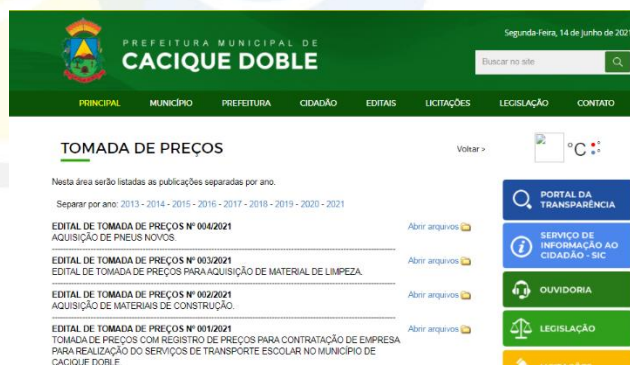 Segunda-Feira, 14 de Junho de 2021
PREFEITURA MUNICIPAL DE
CACIQUE DOBLE
Buscar no site
PRINCIPAL MUNICÍPIO PREFEITURA CIDADÃO EDITAIS LICITAÇÕES LEGISLAÇÃO CONTATO
TOMADA DE PREÇOS
Voltar >
°C
Nesta área serão listadas as publicações separadas por ano.
Separar por ano: 2013 - 2014 - 2015 - 2016 - 2017 - 2018 - 2019 - 2020 - 2021
EDITAL DE TOMADA DE PREÇOS Nº 004/2021 Abrir arquivos
AQUISIÇÃO DE PNEUS NOVOS.
EDITAL DE TOMADA DE PREÇOS Nº 003/2021 Abrir arquivos
EDITAL DE TOMADA DE PREÇOS PARA AQUISIÇÃO DE MATERIAL DE LIMPEZA.
EDITAL DE TOMADA DE PREÇOS Nº 002/2021 Abrir arquivos
AQUISIÇÃO DE MATERIAIS DE CONSTRUÇÃO.
EDITAL DE TOMADA DE PREÇOS Nº 001/2021 Abrir arquivos
TOMADA DE PREÇOS COM REGISTRO DE PREÇOS PARA CONTRATAÇÃO DE EMPRESA
PARA REALIZAÇÃO DO SERVIÇOS DE TRANSPORTE ESCOLAR NO MUNICÍPIO DE
CACIQUE DOBLE.
PORTAL DA
TRANSPARÊNCIA
SERVIÇO DE
INFORMAÇÃO AO
CIDADÃO - SIC
OUVIDORIA
LEGISLAÇÃO